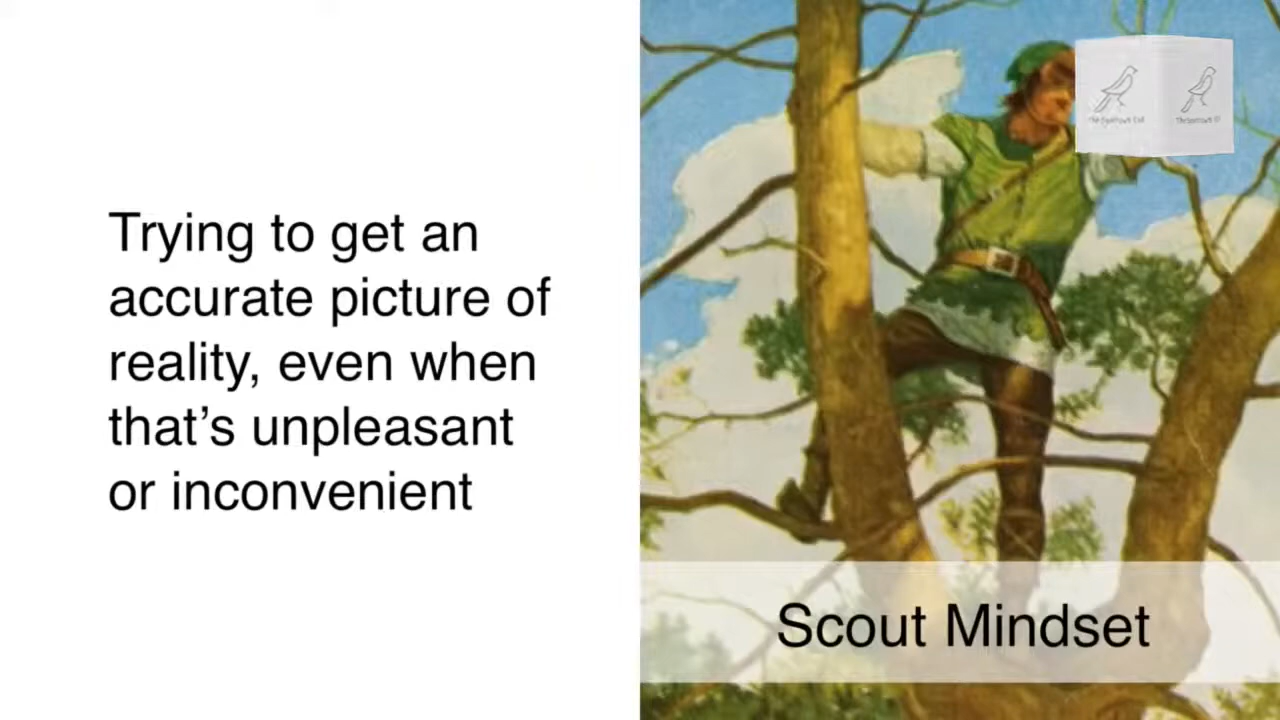 Trying to get an
accurate picture of
reality, even when
that’s unpleasant
or inconvenient
Scout Mindset